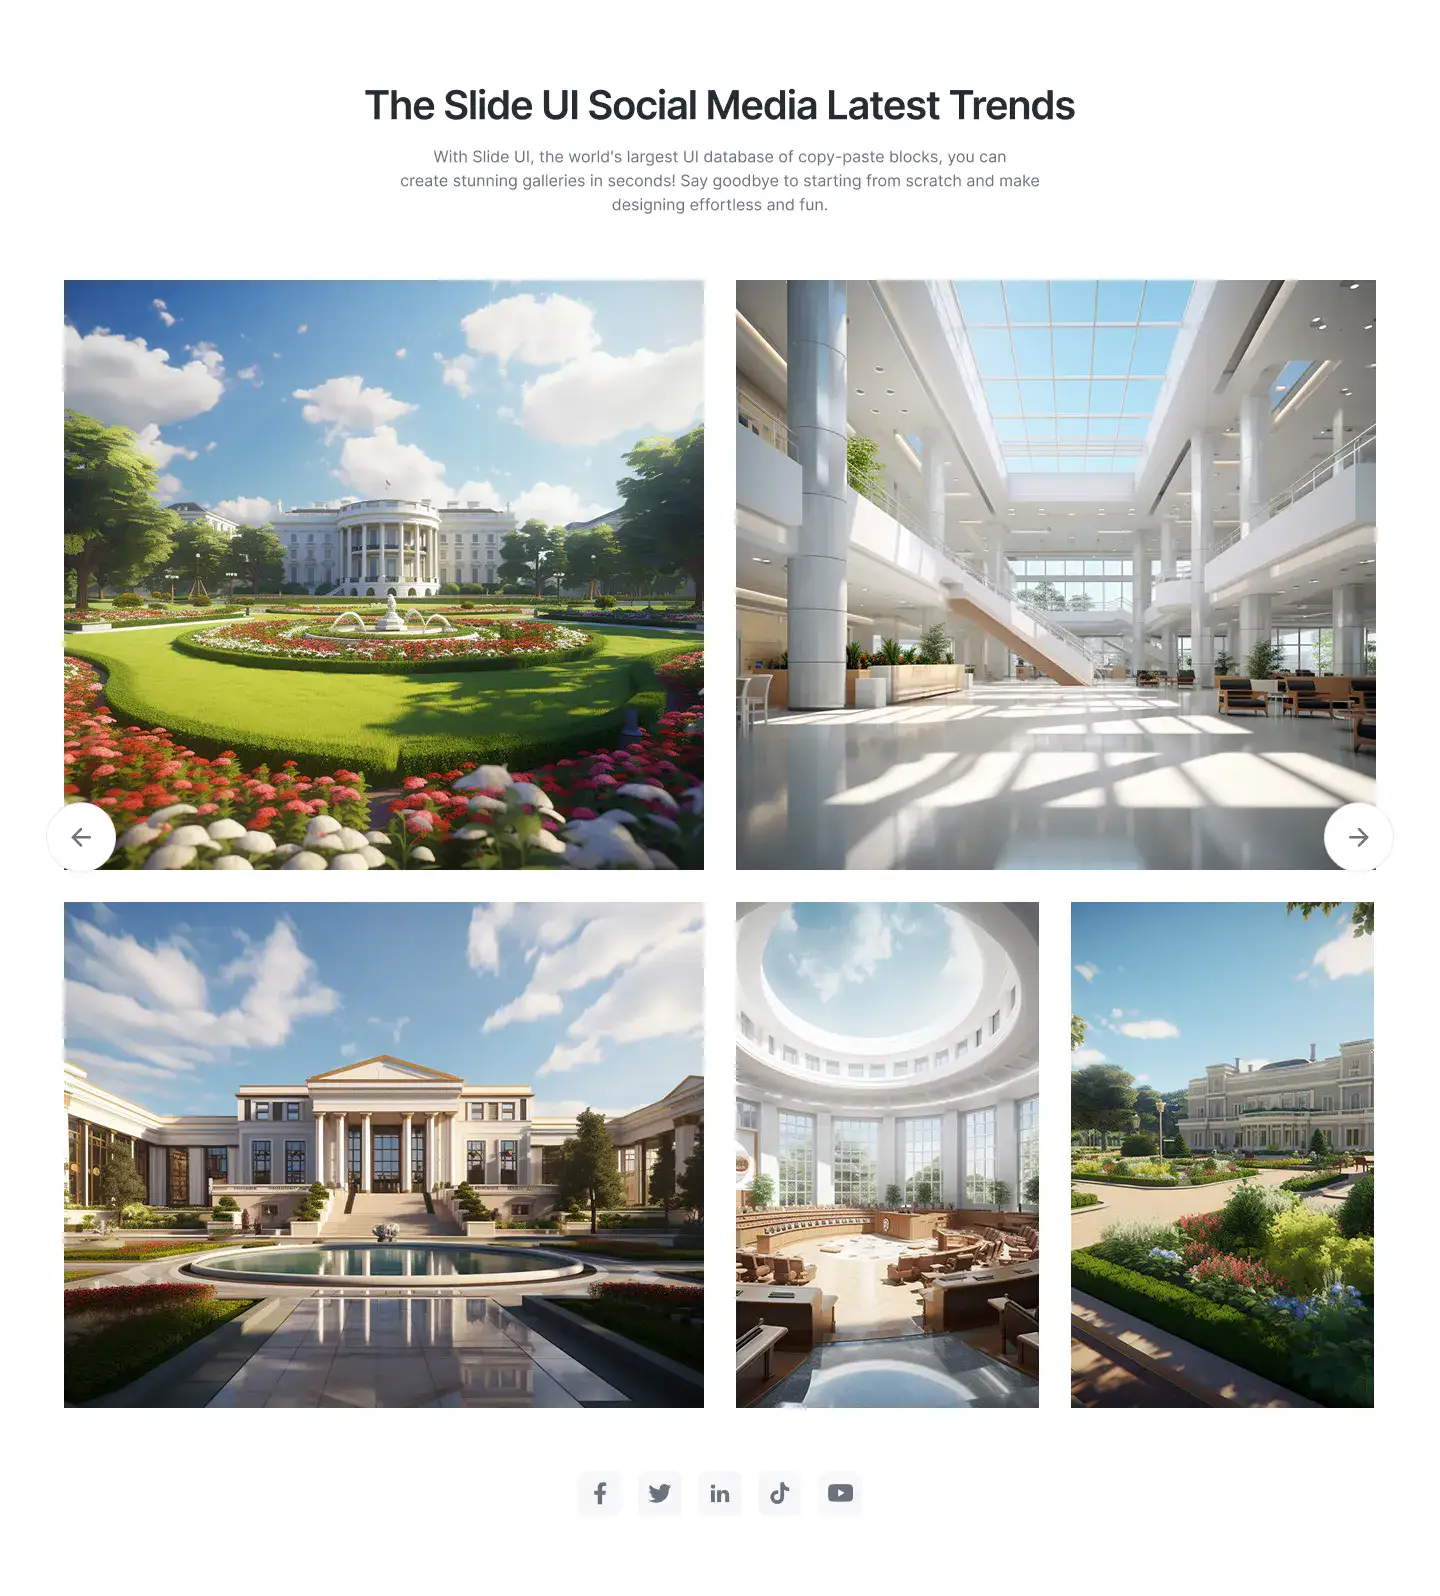 The Slide UI Social Media Latest Trends
With Slide UI, the world's largest UI database of copy-paste blocks, you can
create stunning galleries in seconds! Say goodbye to starting from scratch and make
designing effortless and fun.